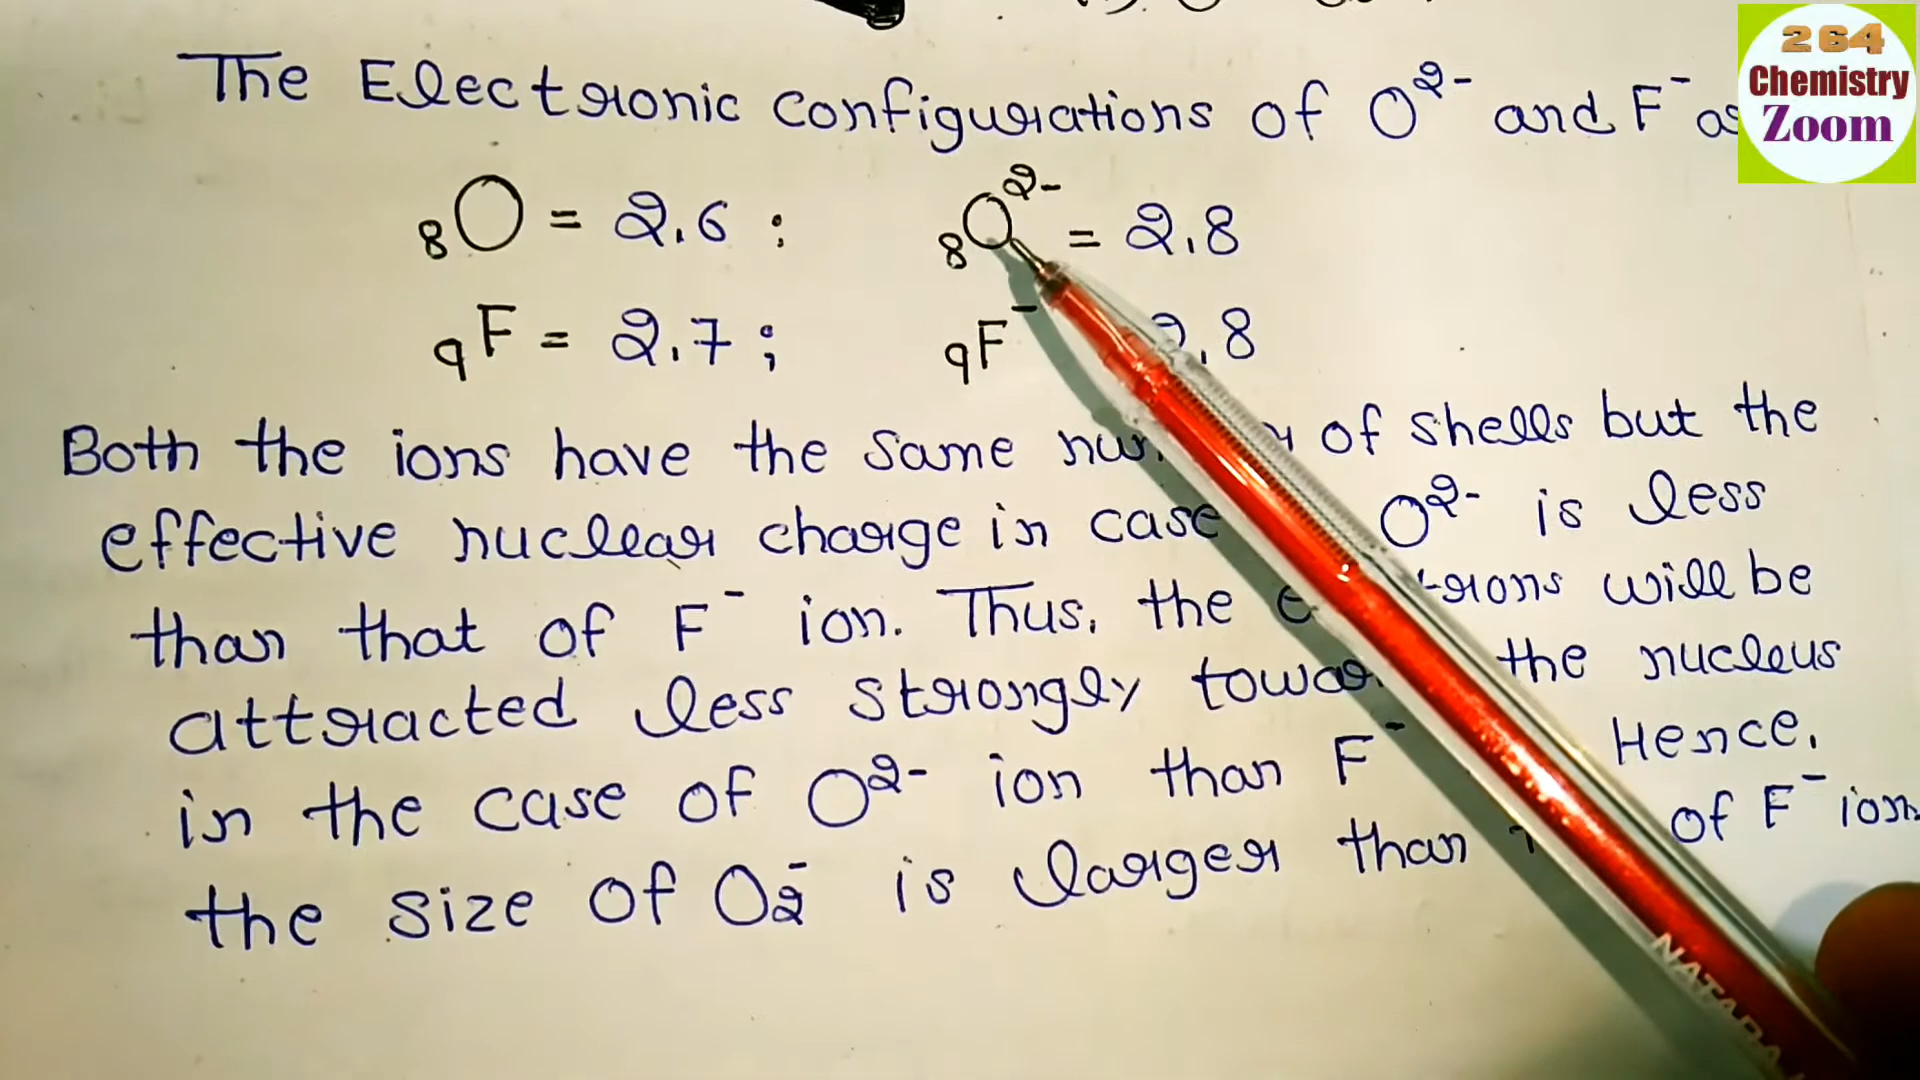 The Electronic configurations of O²⁻ and F⁻ as
₈O = 2.6 : ₈O²⁻ = 2.8
₉F = 2.7 ; ₉F⁻ 2.8
Both the ions have the same of shells but the
effective nuclear charge in case O²⁻ is less
than that of F⁻ ion. Thus, the will be
attracted less strongly the nucleus
in the case of O²⁻ ion than F⁻ Hence,
the size of O₂⁻ is larger than of F⁻ ion.
264
Chemistry
Zoom